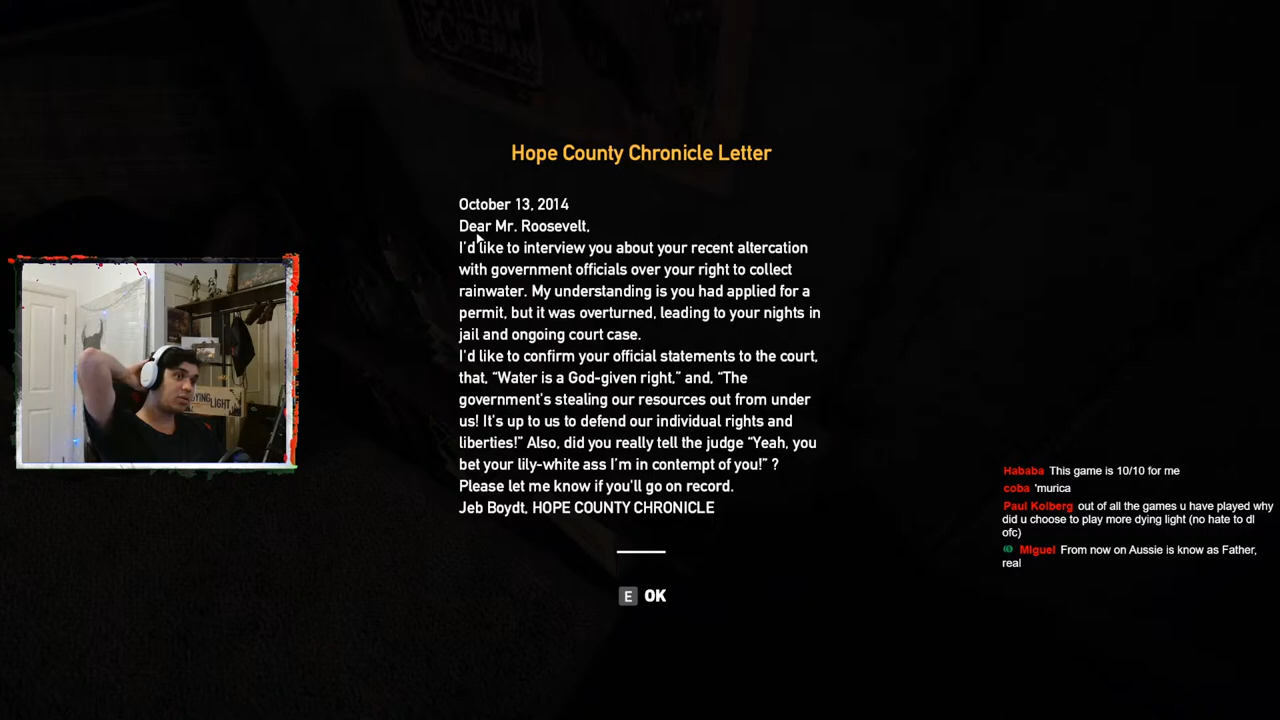 Hope County Chronicle Letter
October 13, 2014
Dear Mr. Roosevelt,
I'd like to interview you about your recent altercation
with government officials over your right to collect
rainwater. My understanding is you had applied for a
permit, but it was overturned, leading to your nights in
jail and ongoing court case.
I'd like to confirm your official statements to the court,
that, “Water is a God-given right,” and, “The
government's stealing our resources out from under
us! It's up to us to defend our individual rights and
liberties!” Also, did you really tell the judge “Yeah, you
bet your lily-white ass I'm in contempt of you!” ?
Please let me know if you'll go on record.
Jeb Boydt, HOPE COUNTY CHRONICLE
E OK
DYING
LIGHT
Hababa This game is 10/10 for me
coba 'murica
Paul Kolberg out of all the games u have played why
did u choose to play more dying light (no hate to dl
ofc)
Miguel From now on Aussie is know as Father,
real